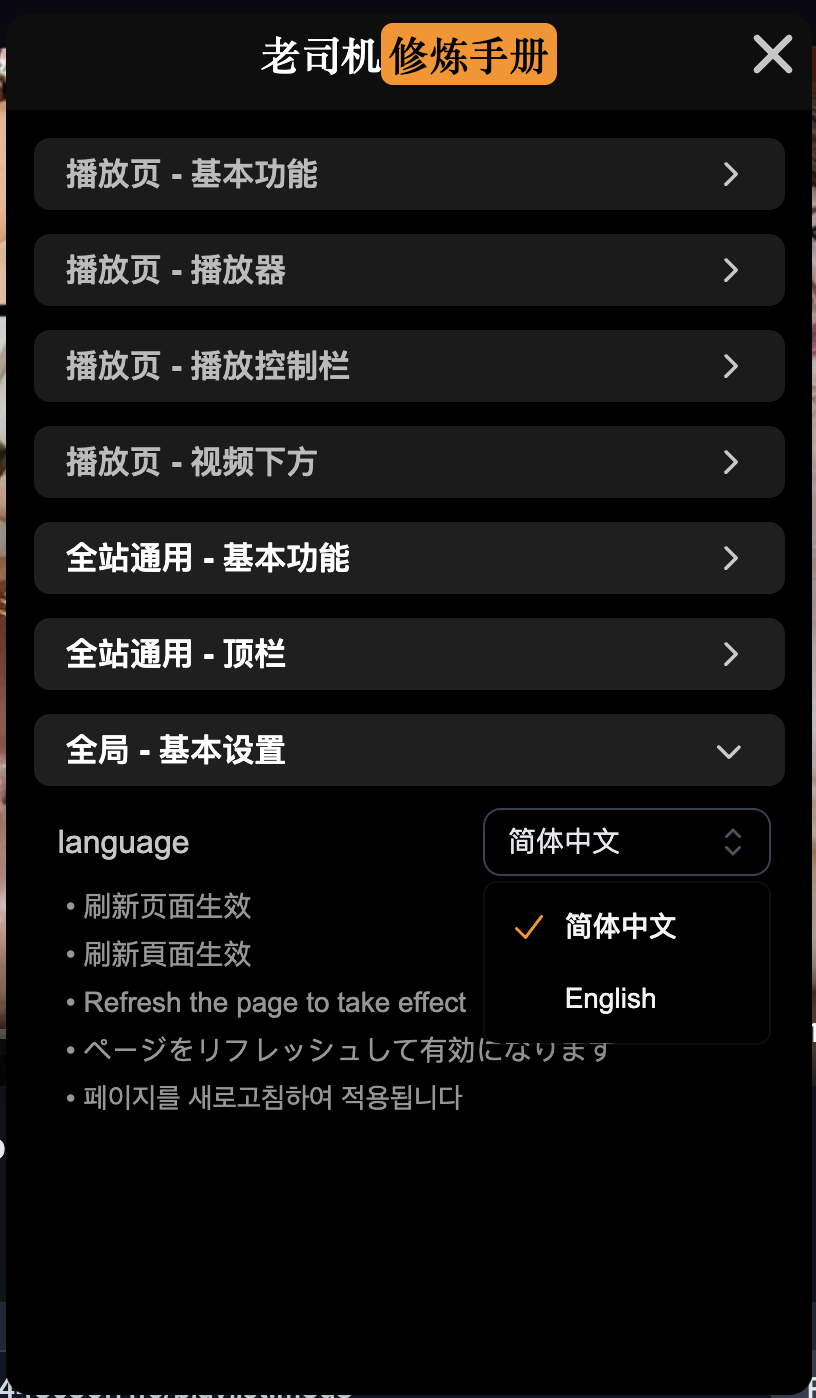 老司机修炼手册
播放页 - 基本功能
播放页 - 播放器
播放页 - 播放控制栏
播放页 - 视频下方
全站通用 - 基本功能
全站通用 - 顶栏
全局 - 基本设置
language
简体中文
简体中文
English
• 刷新页面生效
• 刷新頁面生效
• Refresh the page to take effect
• ページをリフレッシュして有効になります
• 페이지를 새로고침하여 적용됩니다